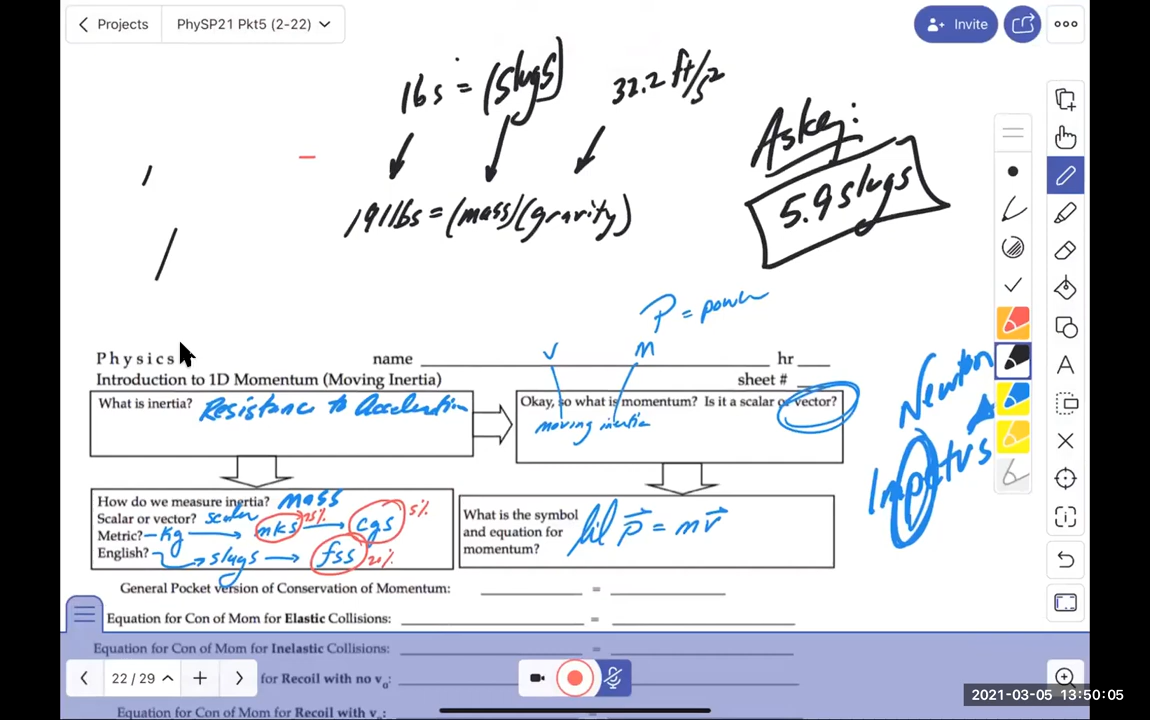 Projects
PhySP21 Pkt5 (2-22)
Invite
lbs = (slugs) 32.2 ft/s²
191 lbs = (mass)(gravity)
Askey:
5.9 slugs
P = power
V M
Physics name hr
Introduction to 1D Momentum (Moving Inertia) sheet #
What is inertia? Resistance to Acceleration
Okay, so what is momentum? Is it a scalar or vector?
moving inertia
Newton
Impetus
How do we measure inertia? mass
Scalar or vector? scalar
Metric? - Kg → mks 75% → cgs 5%
English? → slugs → fss 20%
What is the symbol
and equation for
momentum?
lil p⃗ = mv⃗
General Pocket version of Conservation of Momentum: =
Equation for Con of Mom for Elastic Collisions: =
Equation for Con of Mom for Inelastic Collisions: =
for Recoil with no v₀:
Equation for Con of Mom for Recoil with v₀:
22 / 29
2021-03-05 13:50:05